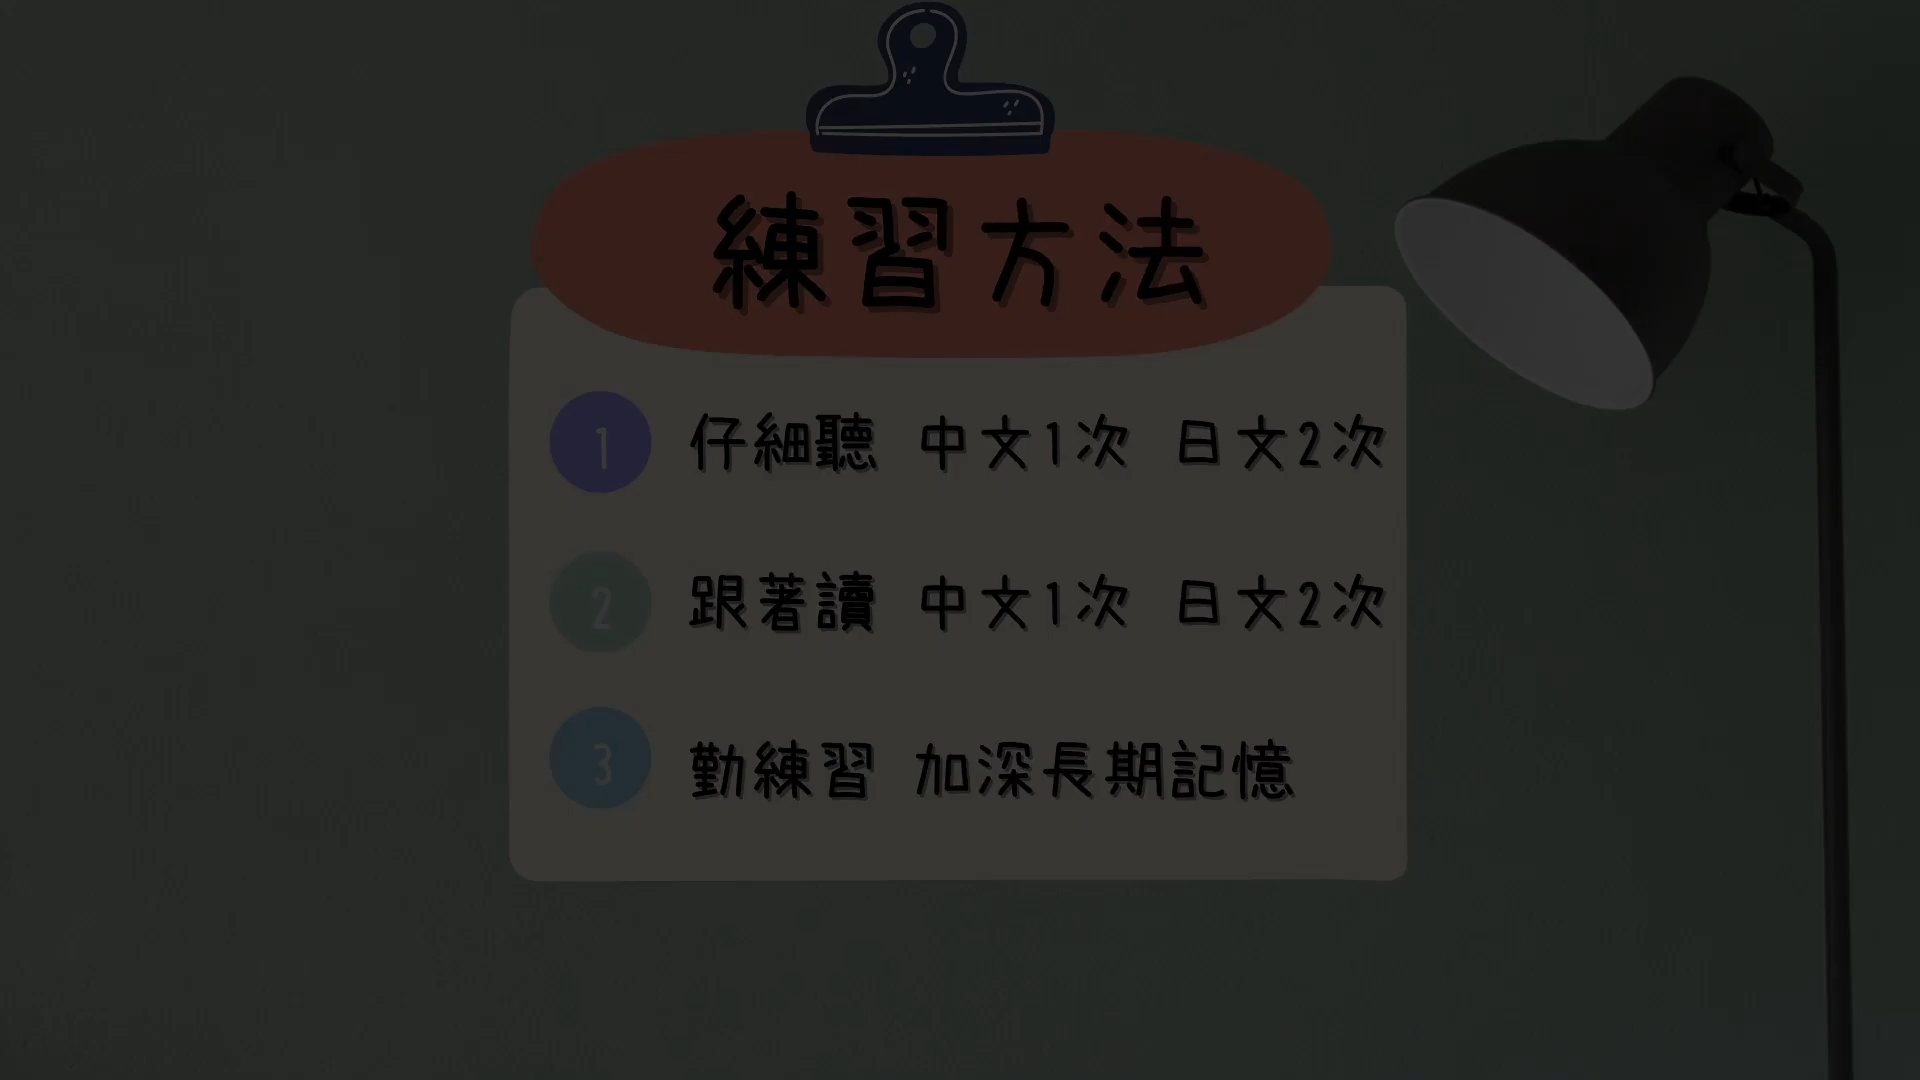 練習方法
1 仔細聽 中文1次 日文2次
2 跟著讀 中文1次 日文2次
3 勤練習 加深長期記憶